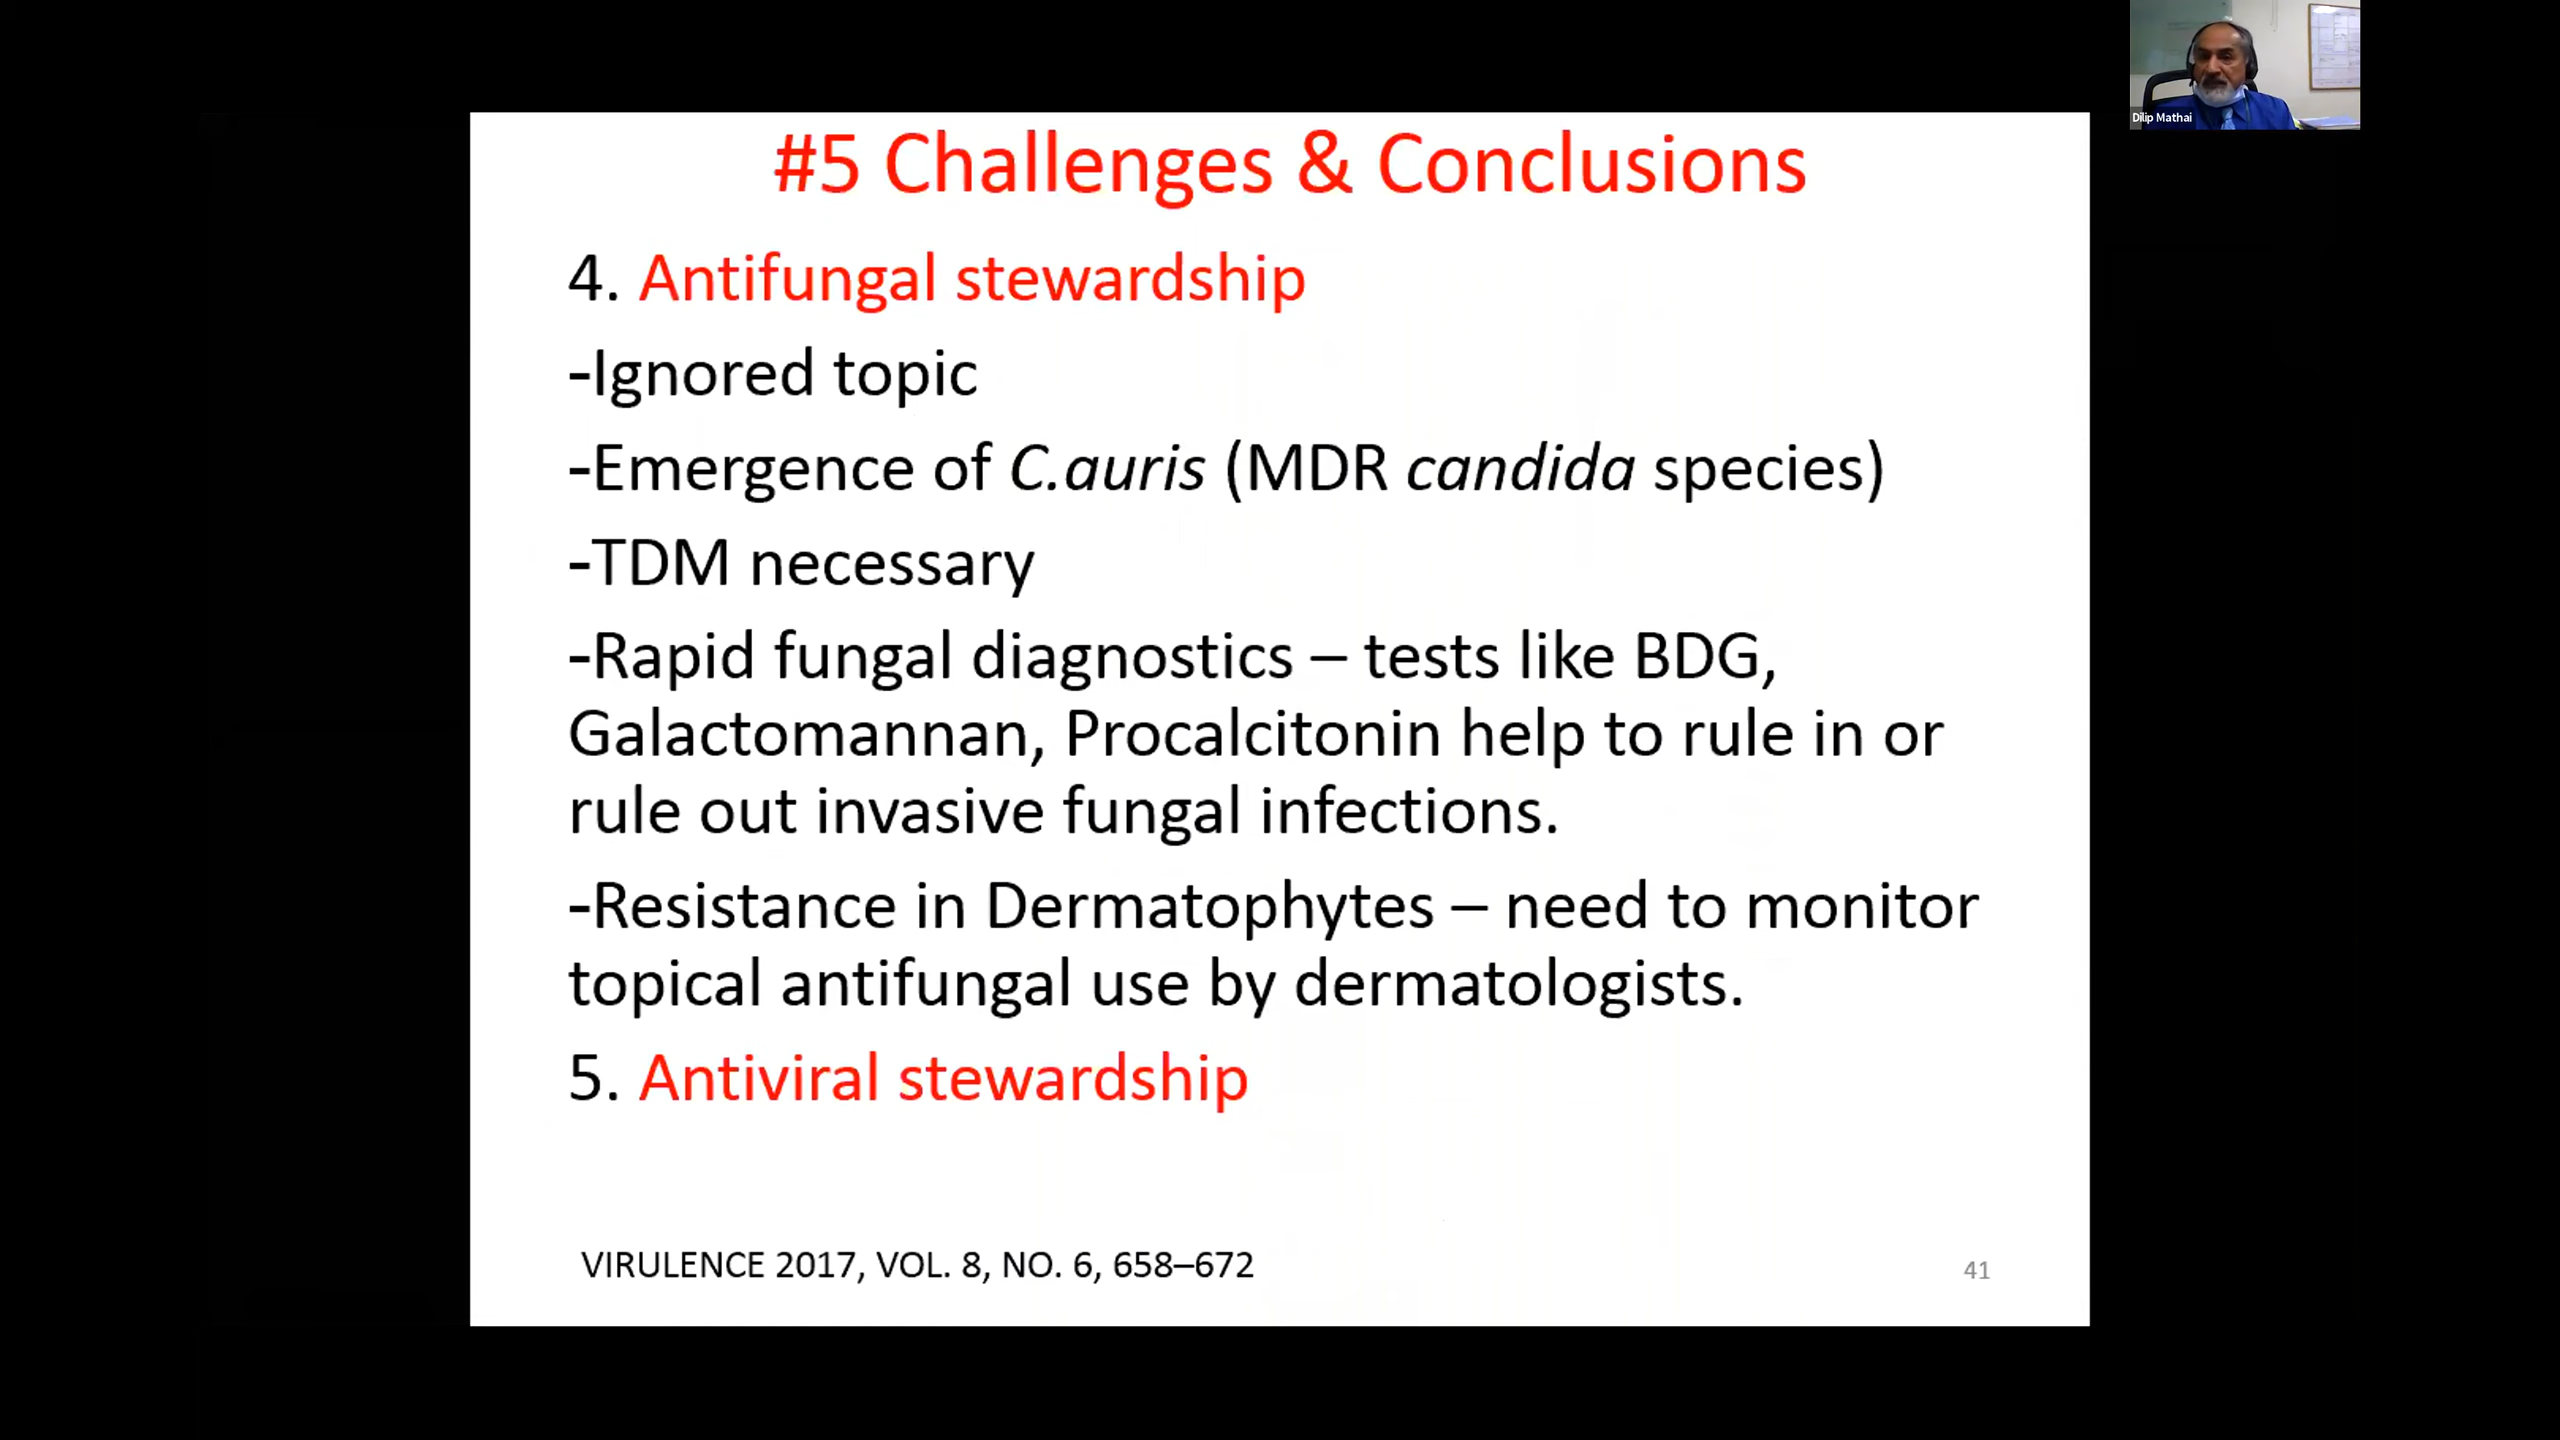 Dilip Mathai
#5 Challenges & Conclusions
4. Antifungal stewardship
-Ignored topic
-Emergence of C.auris (MDR candida species)
-TDM necessary
-Rapid fungal diagnostics – tests like BDG,
Galactomannan, Procalcitonin help to rule in or
rule out invasive fungal infections.
-Resistance in Dermatophytes – need to monitor
topical antifungal use by dermatologists.
5. Antiviral stewardship
VIRULENCE 2017, VOL. 8, NO. 6, 658–672
41